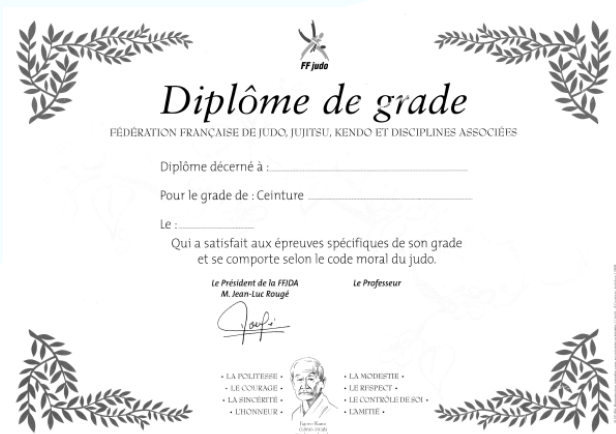 FF judo
Diplôme de grade
FÉDÉRATION FRANÇAISE DE JUDO, JUJITSU, KENDO ET DISCIPLINES ASSOCIÉES
Diplôme décerné à :
Pour le grade de : Ceinture
Le :
Qui a satisfait aux épreuves spécifiques de son grade
et se comporte selon le code moral du judo.
Le Président de la FFJDA Le Professeur
M. Jean-Luc Rougé
• LA POLITESSE • • LA MODESTIE •
• LE COURAGE • • LE RESPECT •
• LA SINCÉRITÉ • • LE CONTRÔLE DE SOI •
• L'HONNEUR • • L'AMITIÉ •